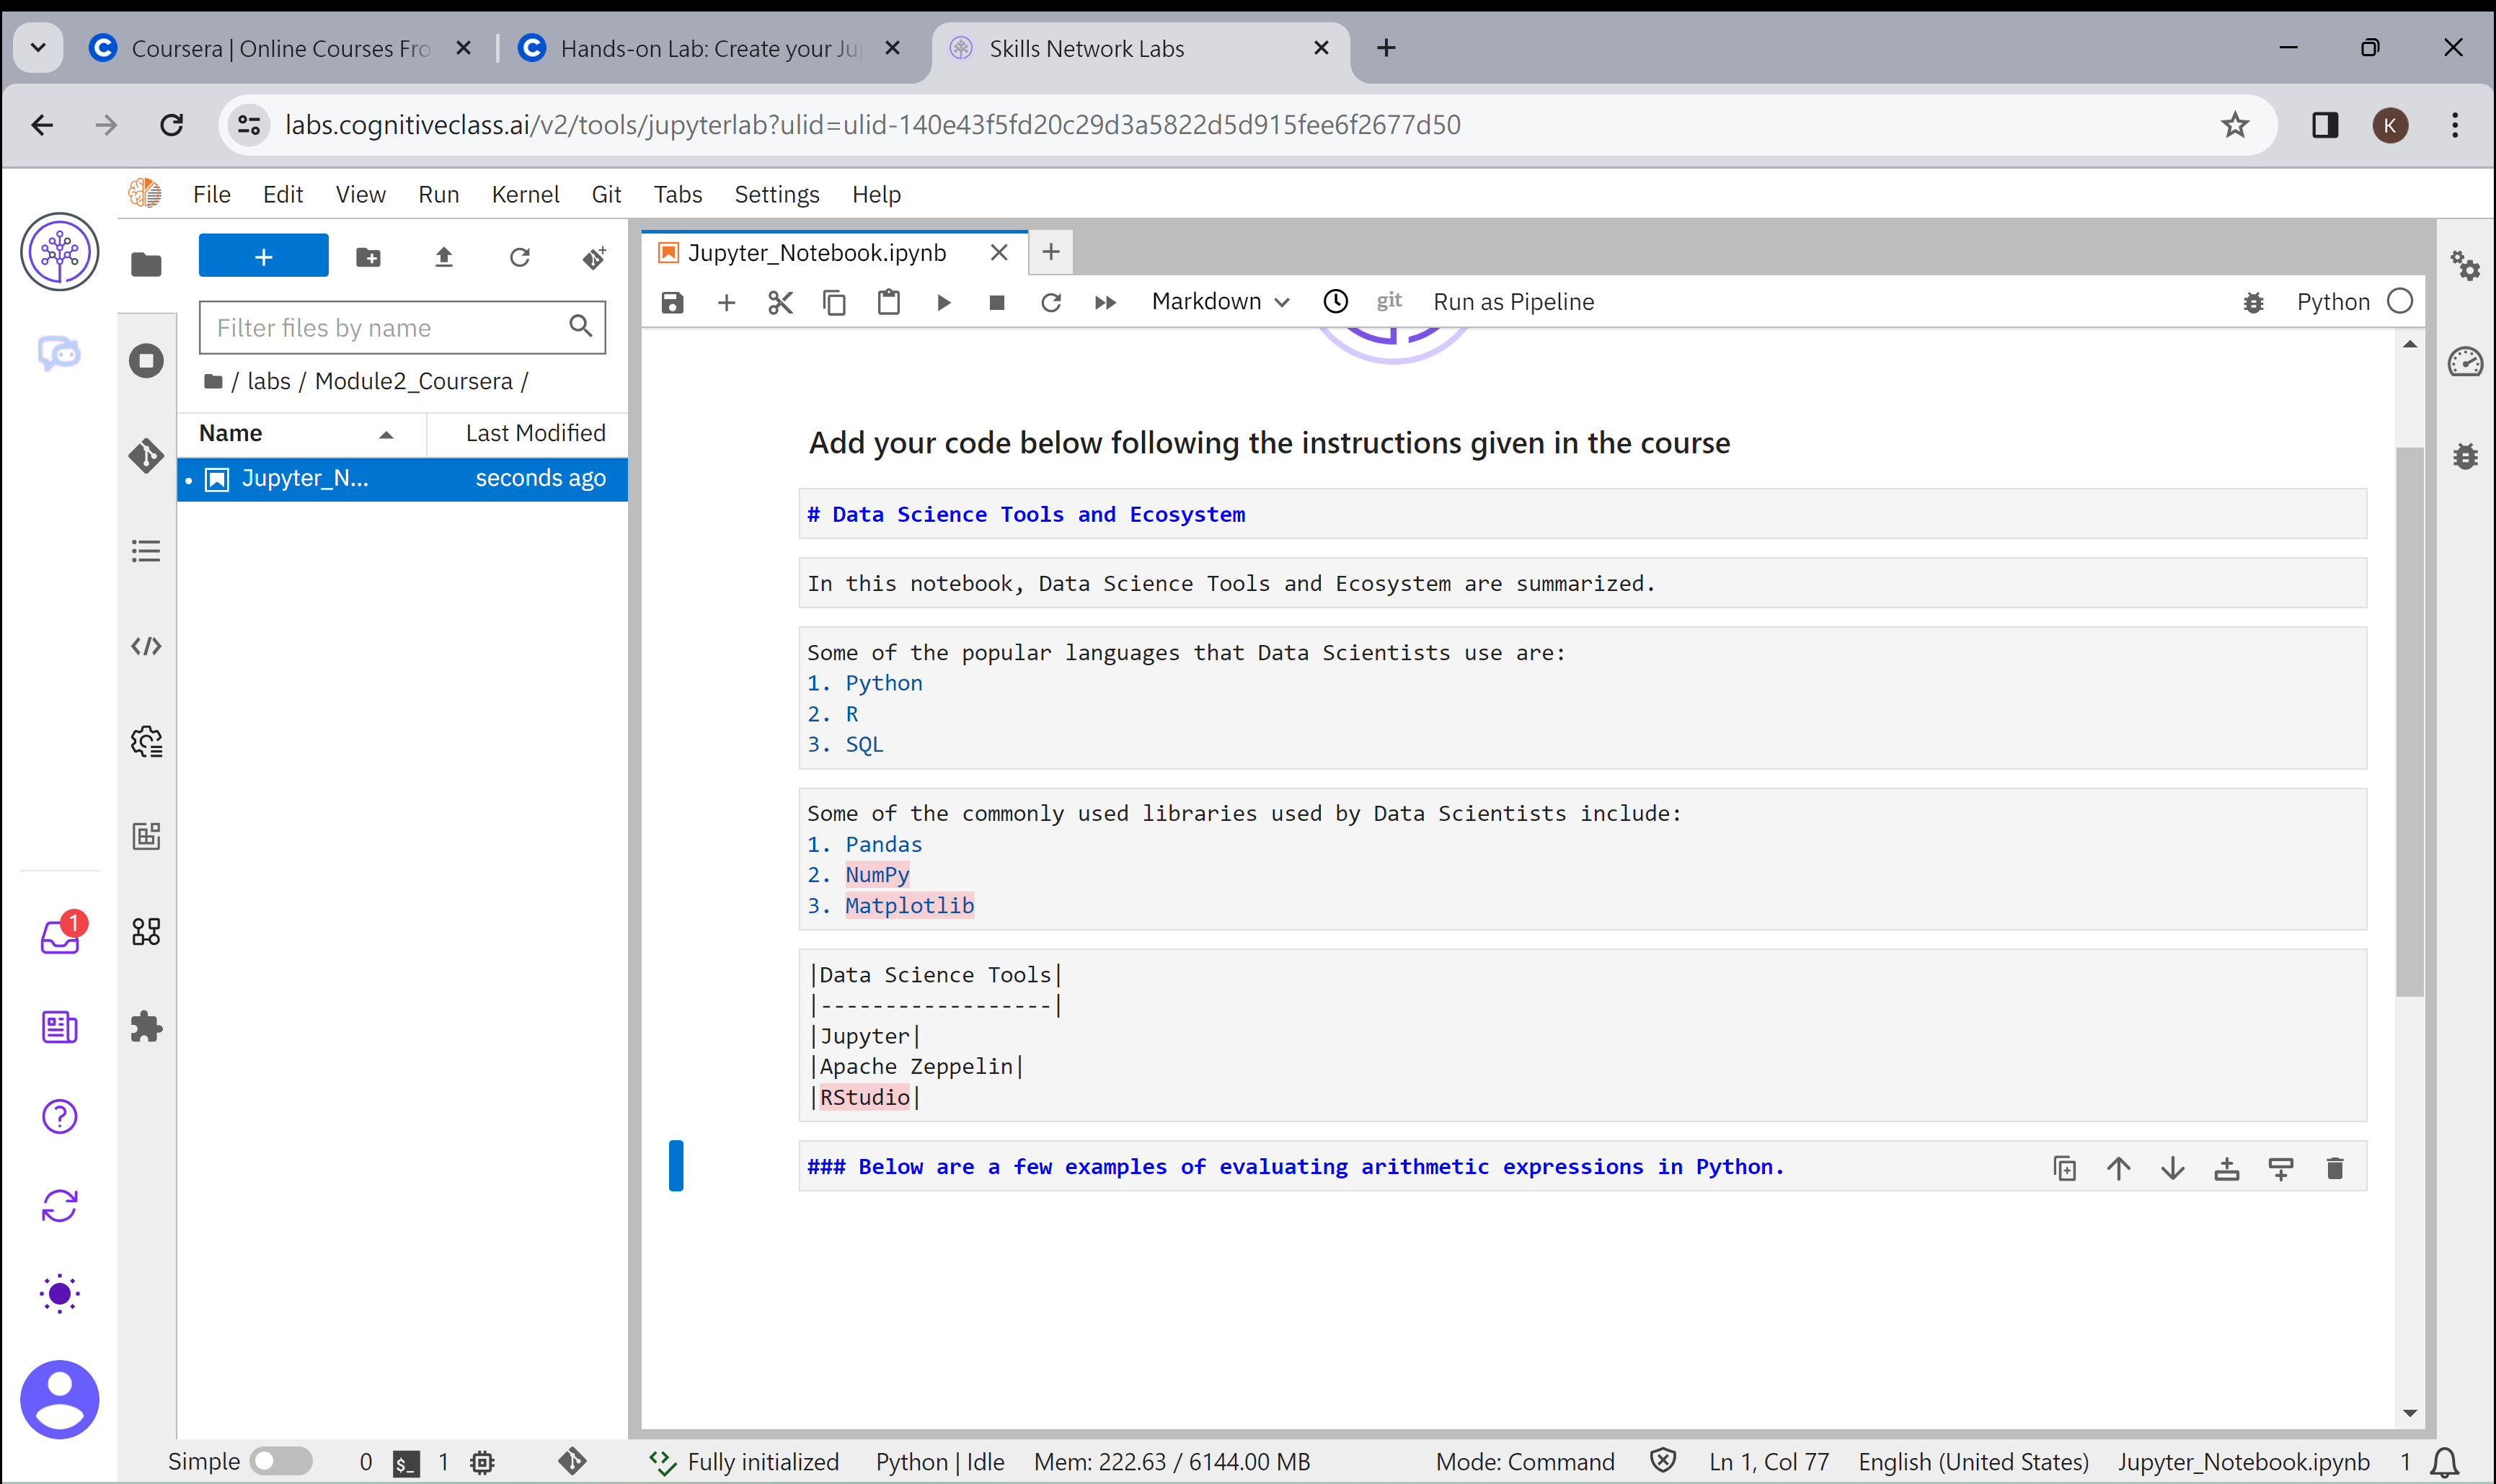 Coursera | Online Courses Fro
Hands-on Lab: Create your Ju
Skills Network Labs
labs.cognitiveclass.ai/v2/tools/jupyterlab?ulid=ulid-140e43f5fd20c29d3a5822d5d915fee6f2677d50
K
File Edit View Run Kernel Git Tabs Settings Help
+
Filter files by name
/ labs / Module2_Coursera /
Name Last Modified
Jupyter_N... seconds ago
Jupyter_Notebook.ipynb
Markdown git Run as Pipeline Python
Add your code below following the instructions given in the course
# Data Science Tools and Ecosystem
In this notebook, Data Science Tools and Ecosystem are summarized.
Some of the popular languages that Data Scientists use are:
1. Python
2. R
3. SQL
Some of the commonly used libraries used by Data Scientists include:
1. Pandas
2. NumPy
3. Matplotlib
|Data Science Tools|
|------------------|
|Jupyter|
|Apache Zeppelin|
|RStudio|
### Below are a few examples of evaluating arithmetic expressions in Python.
1
Simple 0 $_ 1 Fully initialized Python | Idle Mem: 222.63 / 6144.00 MB Mode: Command Ln 1, Col 77 English (United States) Jupyter_Notebook.ipynb 1